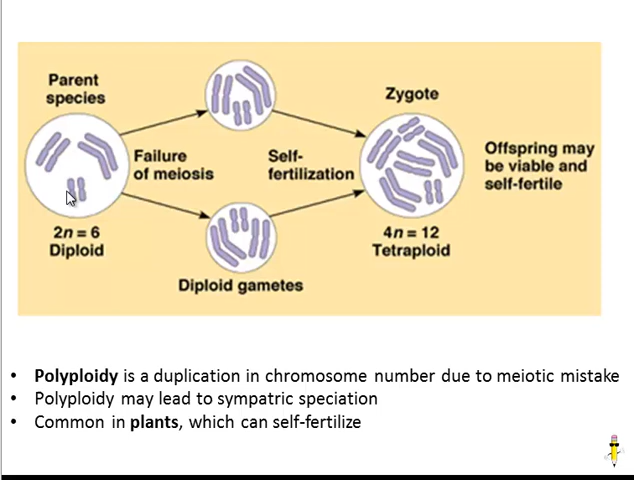 Parent
species
Zygote
Failure
of meiosis
Self-
fertilization
Offspring may
be viable and
self-fertile
2n = 6
Diploid
4n = 12
Tetraploid
Diploid gametes
• Polyploidy is a duplication in chromosome number due to meiotic mistake
• Polyploidy may lead to sympatric speciation
• Common in plants, which can self-fertilize